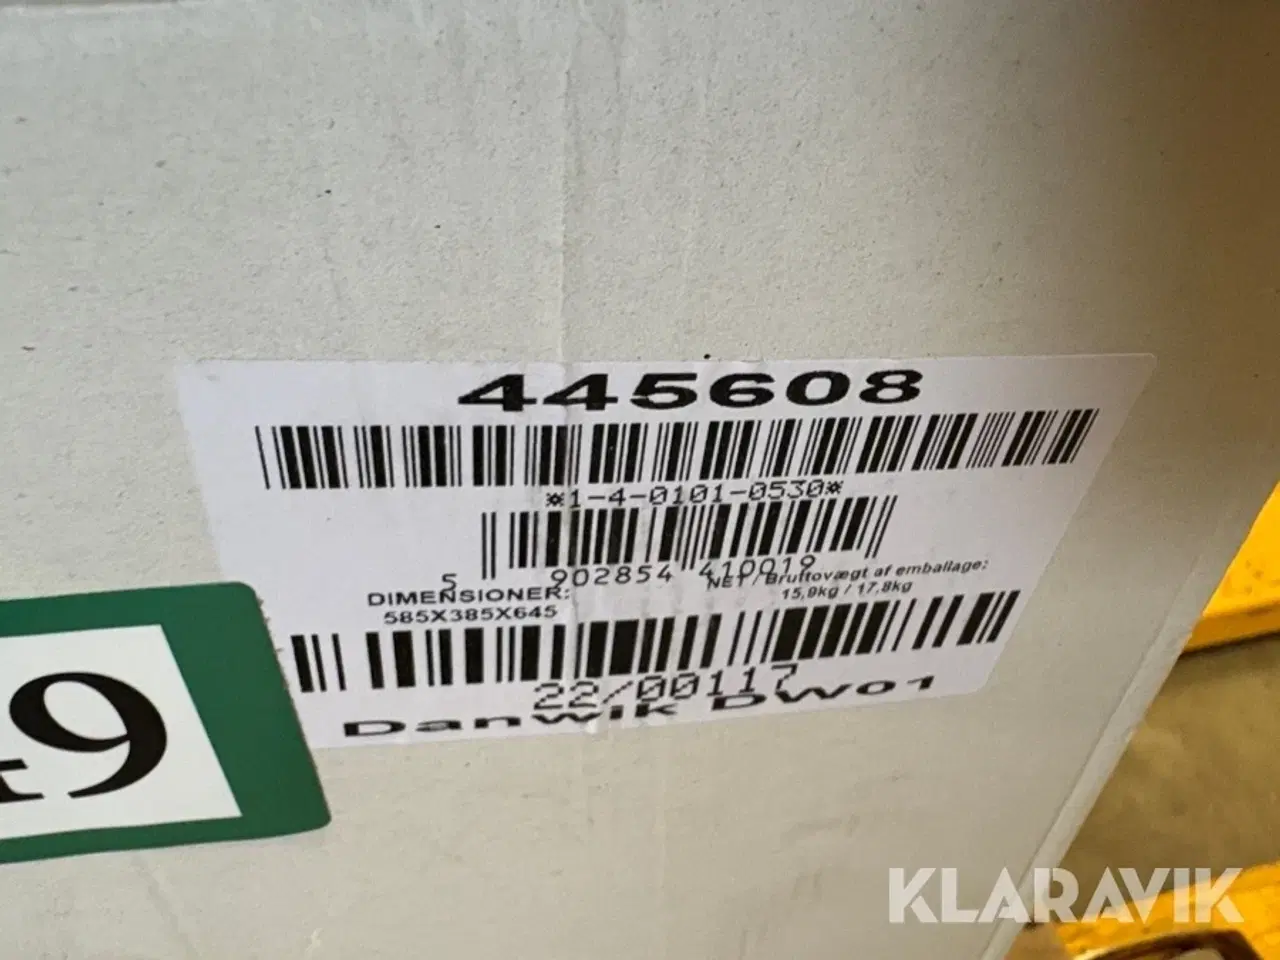 445608
*1-4-0101-0530*
5 902854 410019
DIMENSIONER:
585X385X645
NET / Bruttovægt af emballage:
15,9kg / 17,8kg
22/00117
Danwik DW01
49
KLARAVIK